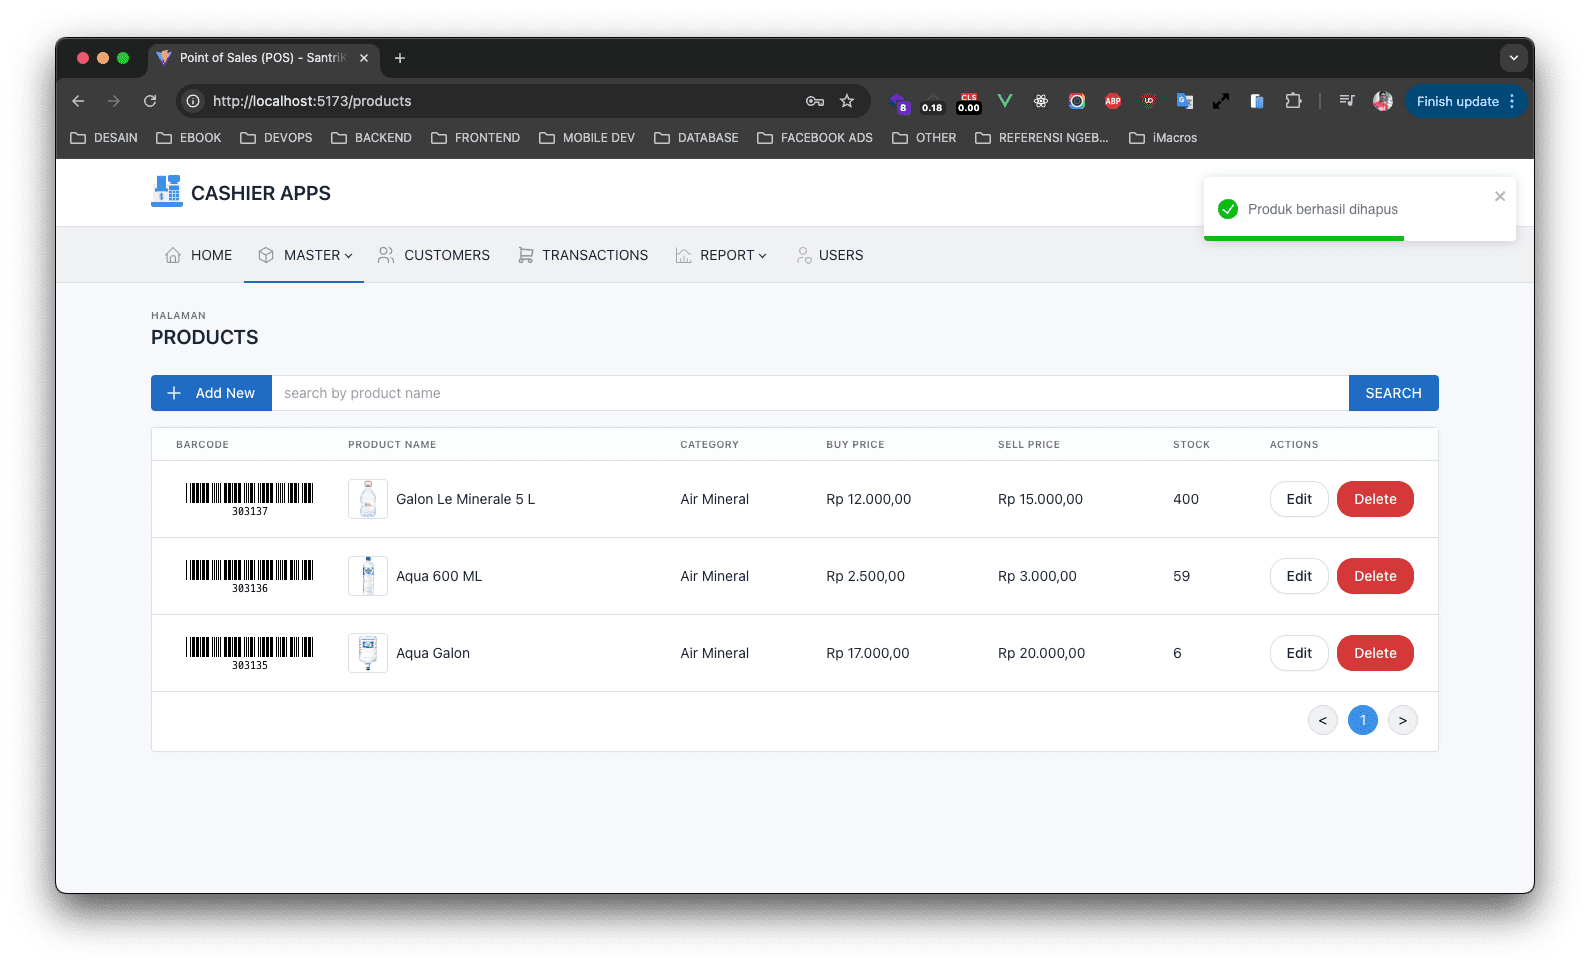 Point of Sales (POS) - SantriK
http://localhost:5173/products
8
0.18
CLS
0.00
ABP
Finish update
DESAIN
EBOOK
DEVOPS
BACKEND
FRONTEND
MOBILE DEV
DATABASE
FACEBOOK ADS
OTHER
REFERENSI NGEB...
iMacros
CASHIER APPS
Produk berhasil dihapus
HOME
MASTER
CUSTOMERS
TRANSACTIONS
REPORT
USERS
HALAMAN
PRODUCTS
Add New
search by product name
SEARCH
BARCODE PRODUCT NAME CATEGORY BUY PRICE SELL PRICE STOCK ACTIONS
303137 Galon Le Minerale 5 L Air Mineral Rp 12.000,00 Rp 15.000,00 400 Edit Delete
303136 Aqua 600 ML Air Mineral Rp 2.500,00 Rp 3.000,00 59 Edit Delete
303135 Aqua Galon Air Mineral Rp 17.000,00 Rp 20.000,00 6 Edit Delete
< 1 >